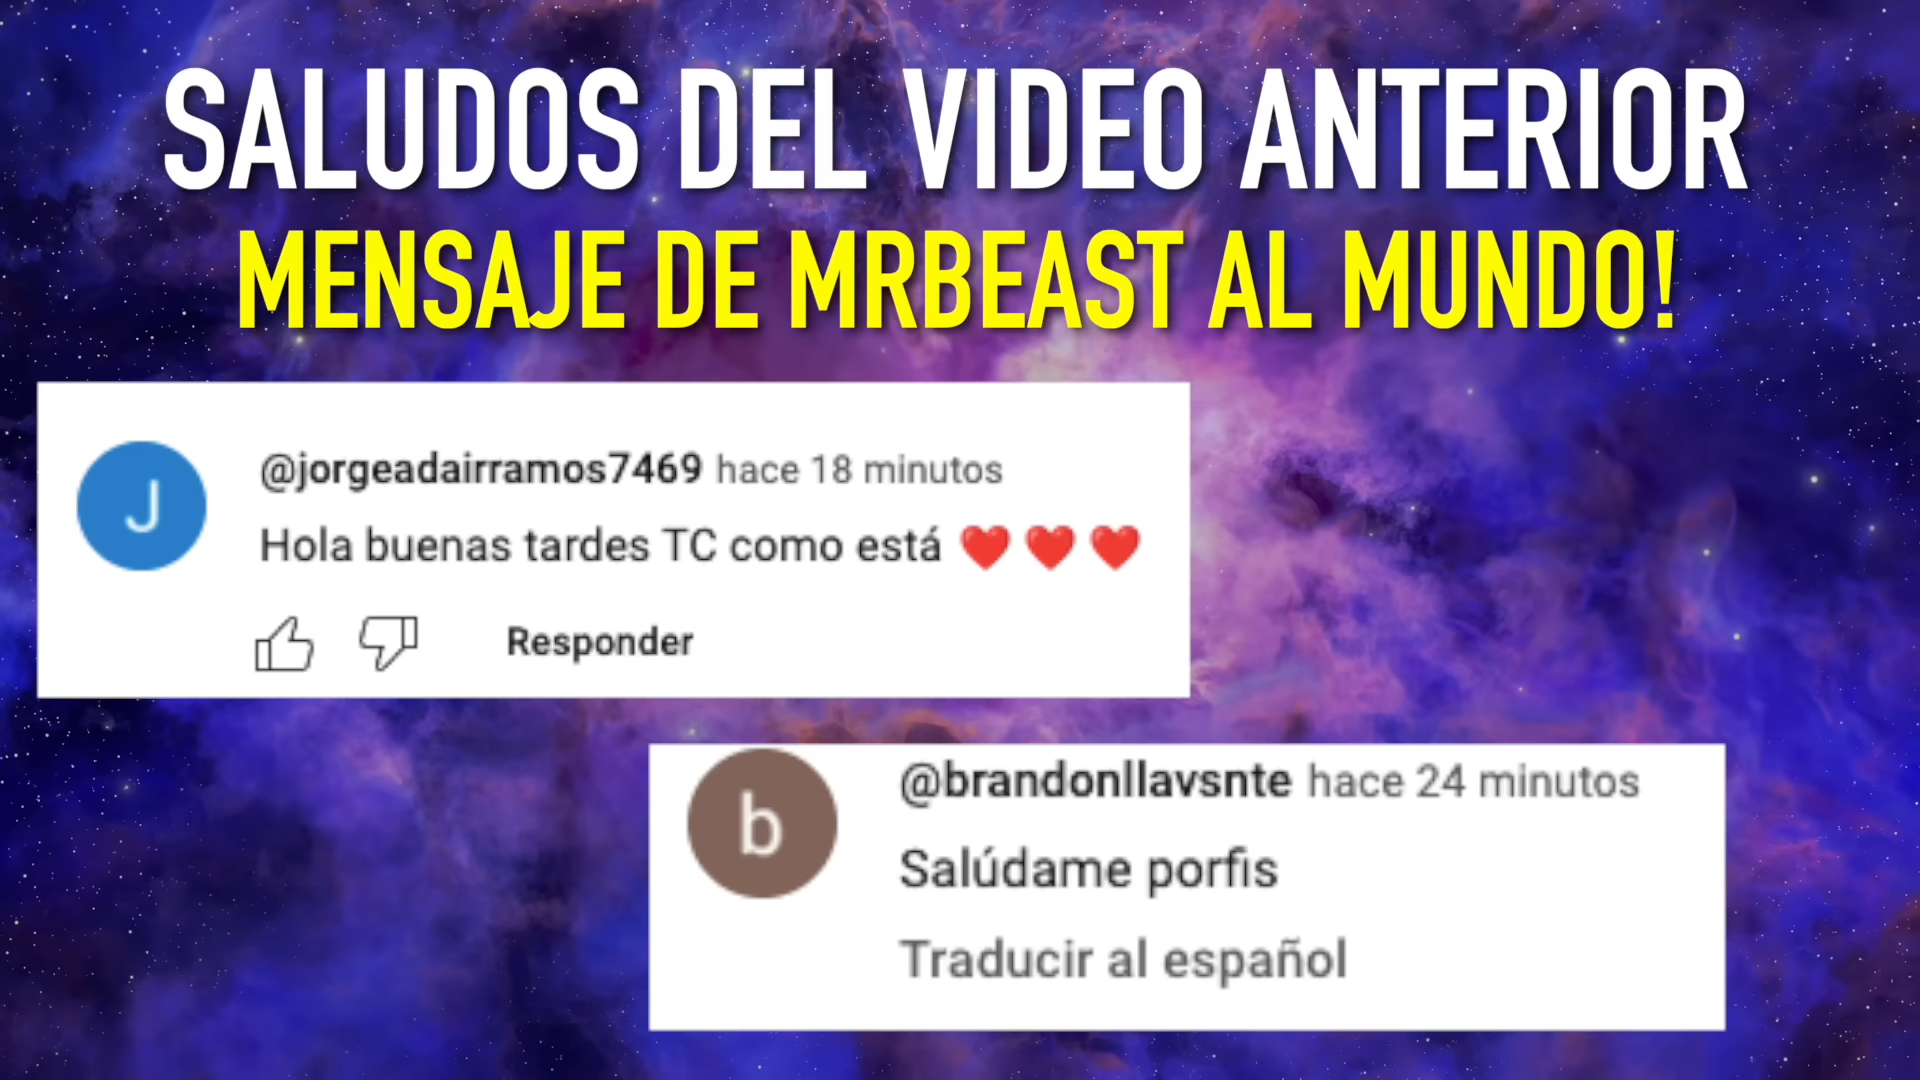 SALUDOS DEL VIDEO ANTERIOR
MENSAJE DE MRBEAST AL MUNDO!
J
@jorgeadairramos7469 hace 18 minutos
Hola buenas tardes TC como está ❤️❤️❤️
Responder
b
@brandonllavsnte hace 24 minutos
Salúdame porfis
Traducir al español